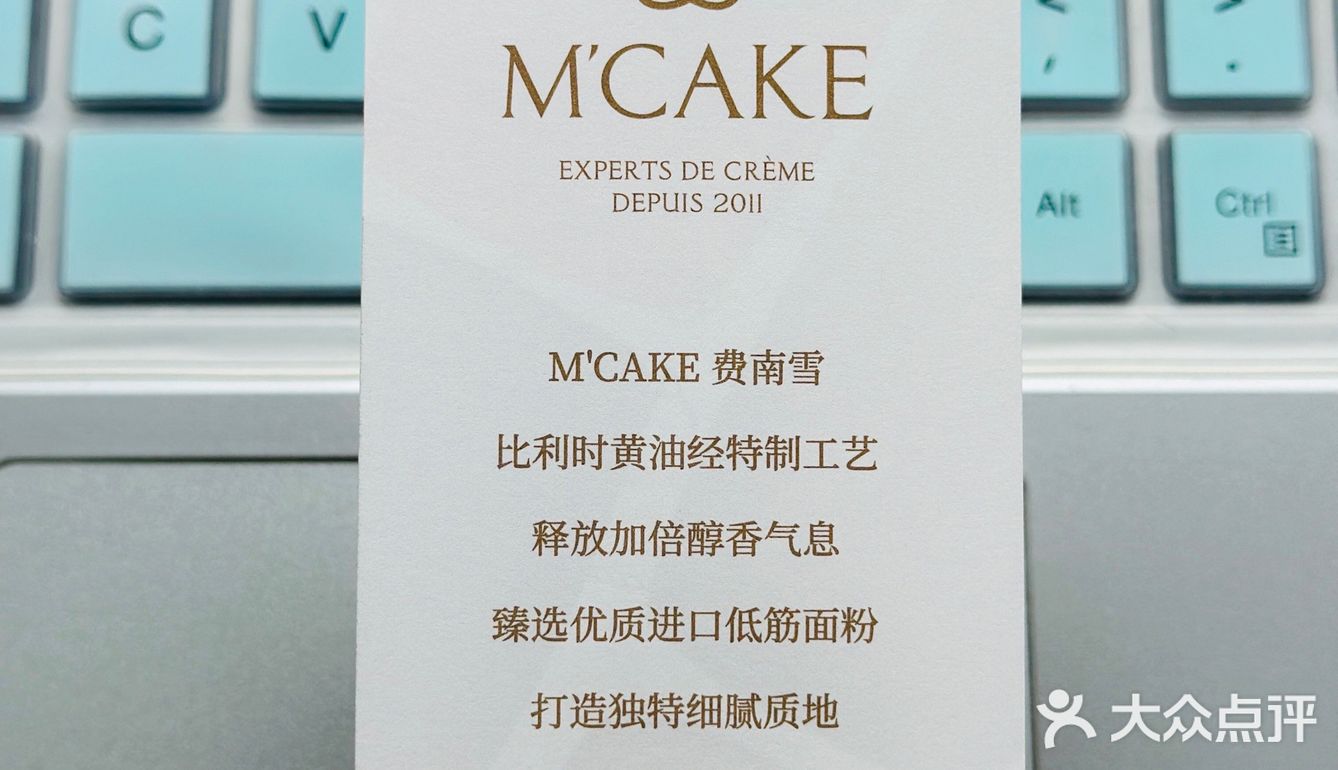 C
V
<
,
>
.
M'CAKE
EXPERTS DE CRÈME
DEPUIS 2011
Alt
Ctrl
M'CAKE 费南雪
比利时黄油经特制工艺
释放加倍醇香气息
臻选优质进口低筋面粉
打造独特细腻质地
大众点评